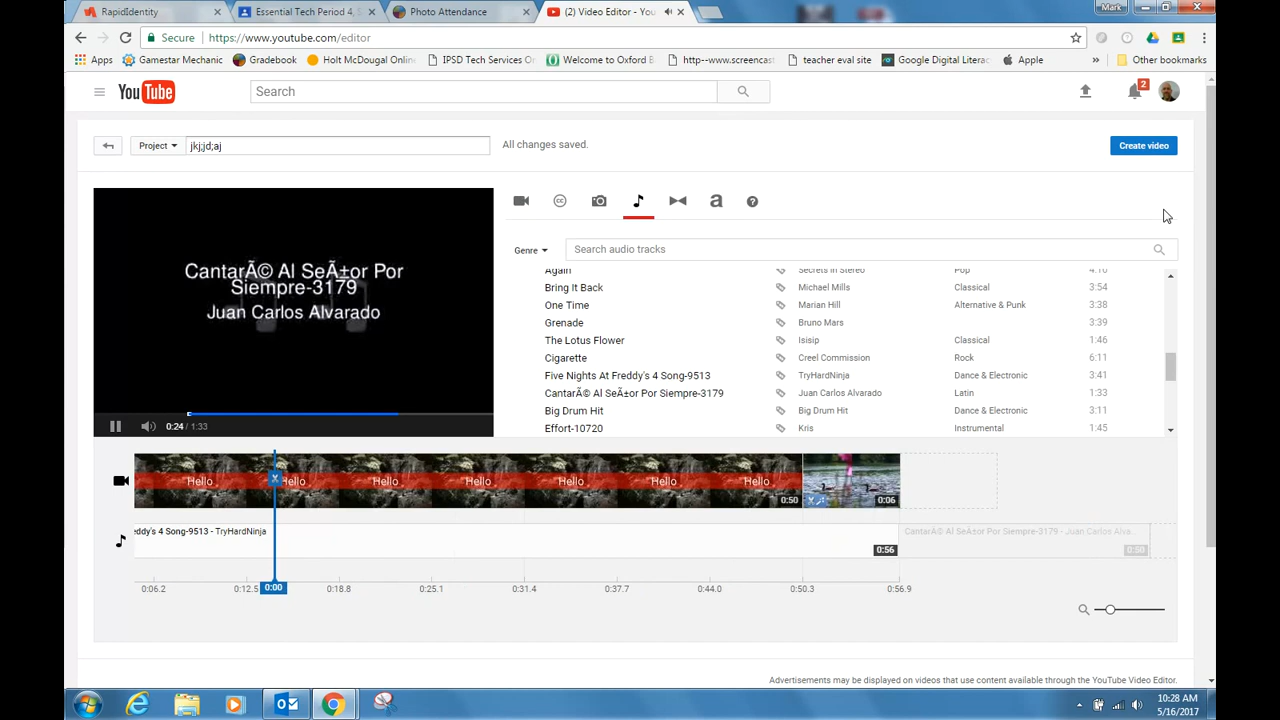 RapidIdentity
Essential Tech Period 4, S
Photo Attendance
(2) Video Editor - You
Mark
Secure
https://www.youtube.com/editor
Apps
Gamestar Mechanic
Gradebook
Holt McDougal Onlin
IPSD Tech Services O
Welcome to Oxford B
http--www.screencas
teacher eval site
Google Digital Litera
Apple
»
Other bookmarks
YouTube
Search
2
Project
jkj;jd;aj
All changes saved.
Create video
CantarÃ© Al SeÃ±or Por
Siempre-3179
Juan Carlos Alvarado
0:24 / 1:33
Genre
Search audio tracks
Again Secrets in Stereo Pop 4:10
Bring It Back Michael Mills Classical 3:54
One Time Marian Hill Alternative & Punk 3:38
Grenade Bruno Mars 3:39
The Lotus Flower Isisip Classical 1:46
Cigarette Creel Commission Rock 6:11
Five Nights At Freddy's 4 Song-9513 TryHardNinja Dance & Electronic 3:41
CantarÃ© Al SeÃ±or Por Siempre-3179 Juan Carlos Alvarado Latin 1:33
Big Drum Hit Big Drum Hit Dance & Electronic 3:11
Effort-10720 Kris Instrumental 1:45
Hello Hello Hello Hello Hello Hello Hello
0:50
0:06
eddy's 4 Song-9513 - TryHardNinja
0:56
CantarÃ© Al SeÃ±or Por Siempre-3179 - Juan Carlos Alva...
0:50
0:06.2 0:12.5 0:00 0:18.8 0:25.1 0:31.4 0:37.7 0:44.0 0:50.3 0:56.9
Advertisements may be displayed on videos that use content available through the YouTube Video Editor.
10:28 AM
5/16/2017